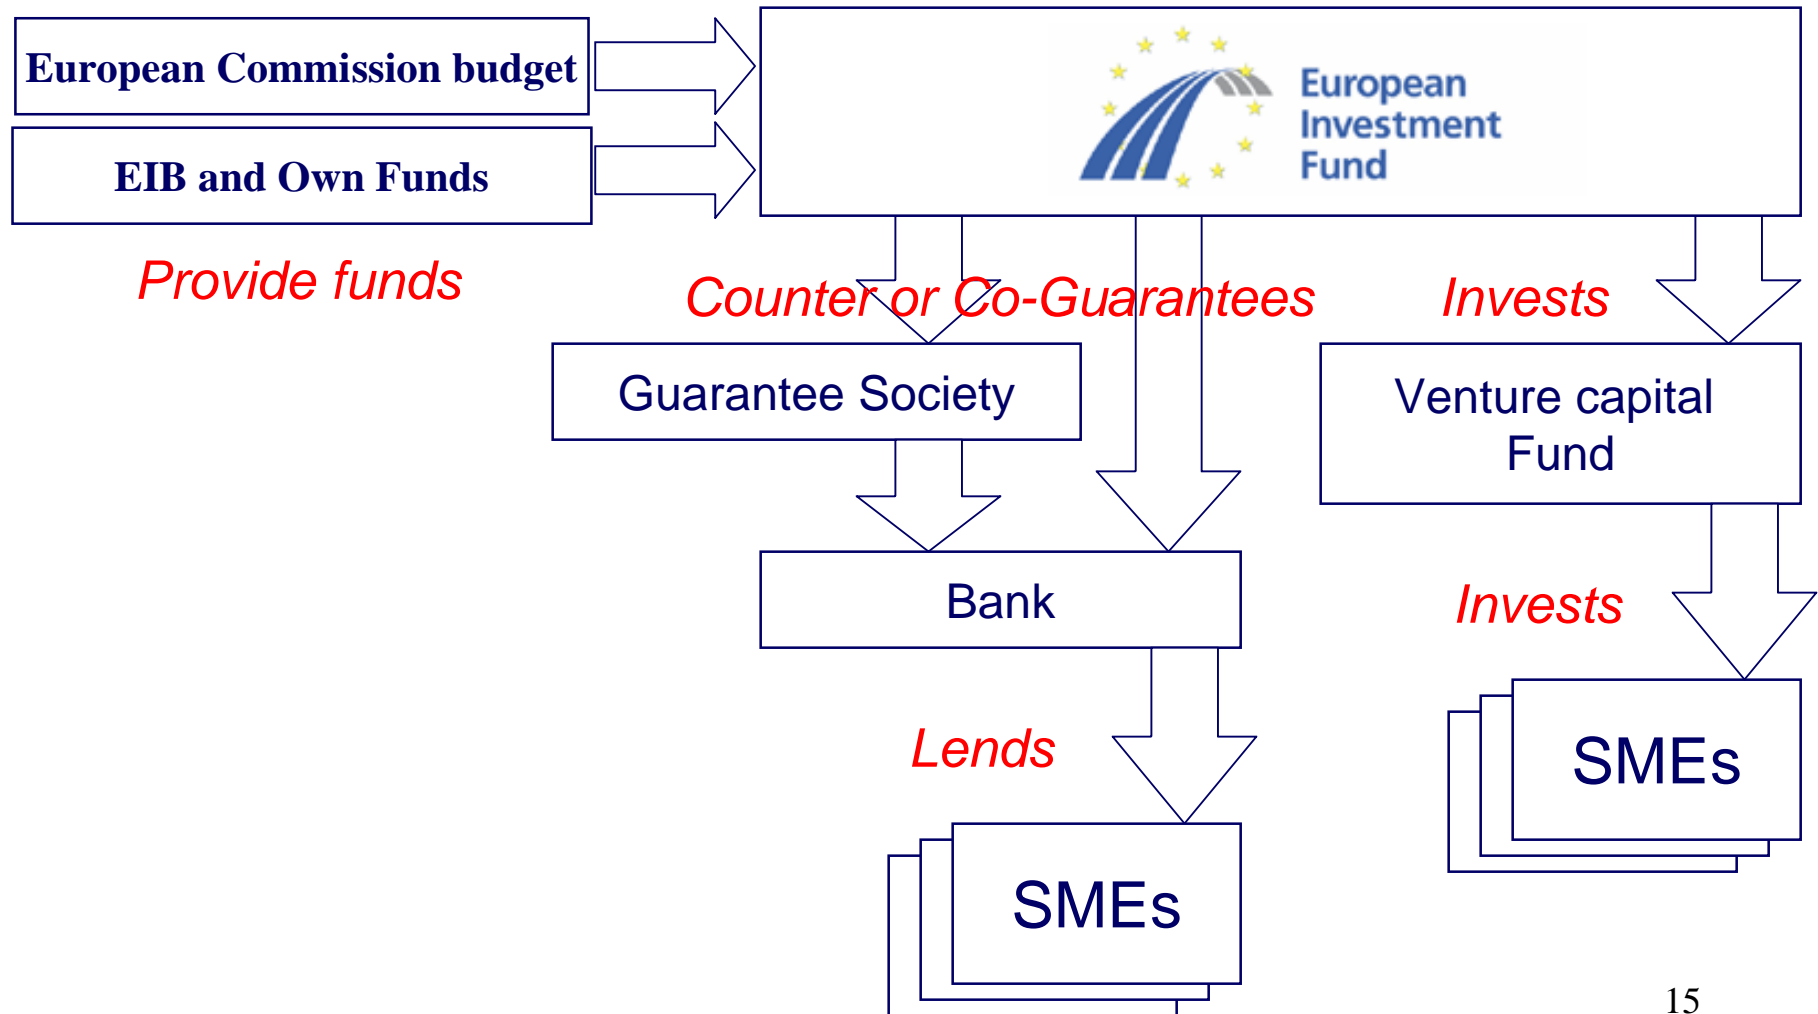 European Commission budget
European
Investment
Fund
EIB and Own Funds
Provide funds
Counter or Co-Guarantees
Invests
Guarantee Society
Venture capital
Fund
Bank
Invests
Lends
SMEs
SMEs
15